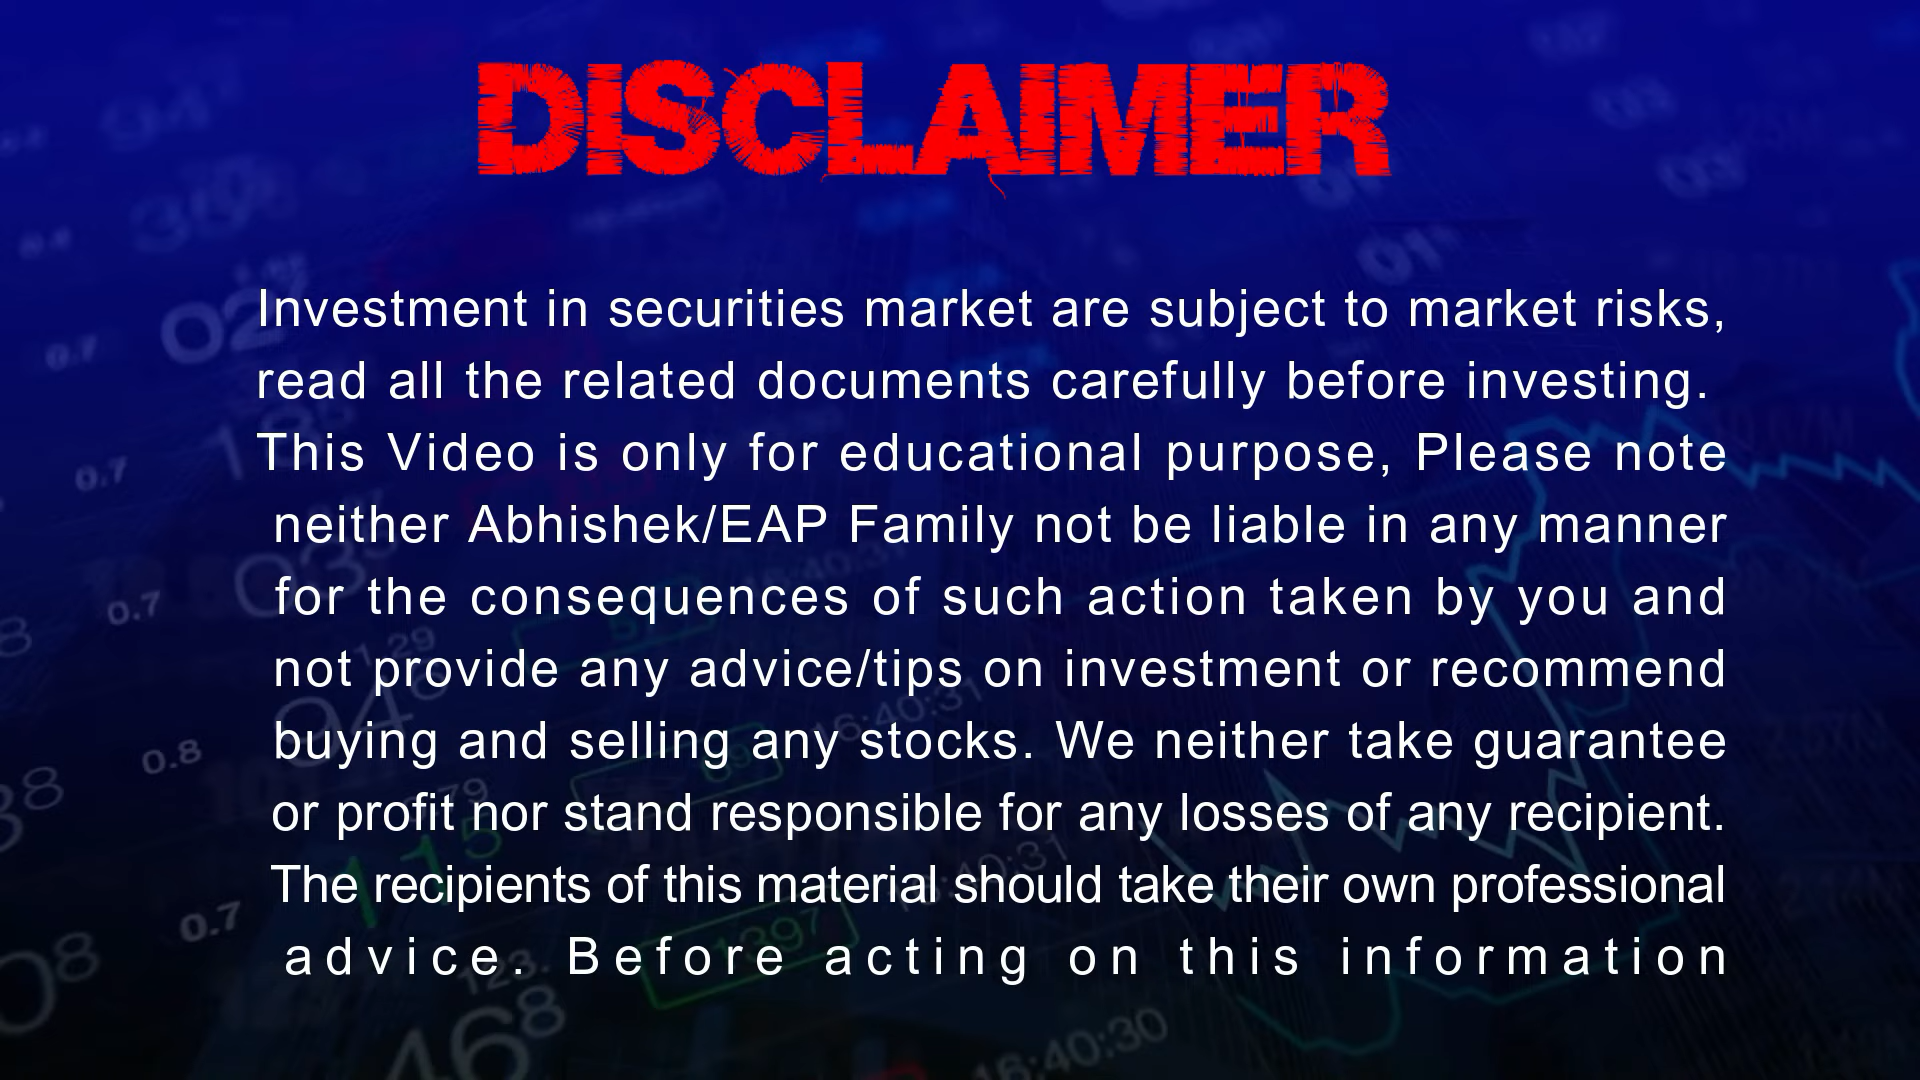 DISCLAIMER
Investment in securities market are subject to market risks,
read all the related documents carefully before investing.
This Video is only for educational purpose, Please note
neither Abhishek/EAP Family not be liable in any manner
for the consequences of such action taken by you and
not provide any advice/tips on investment or recommend
buying and selling any stocks. We neither take guarantee
or profit nor stand responsible for any losses of any recipient.
The recipients of this material should take their own professional
advice. Before acting on this information